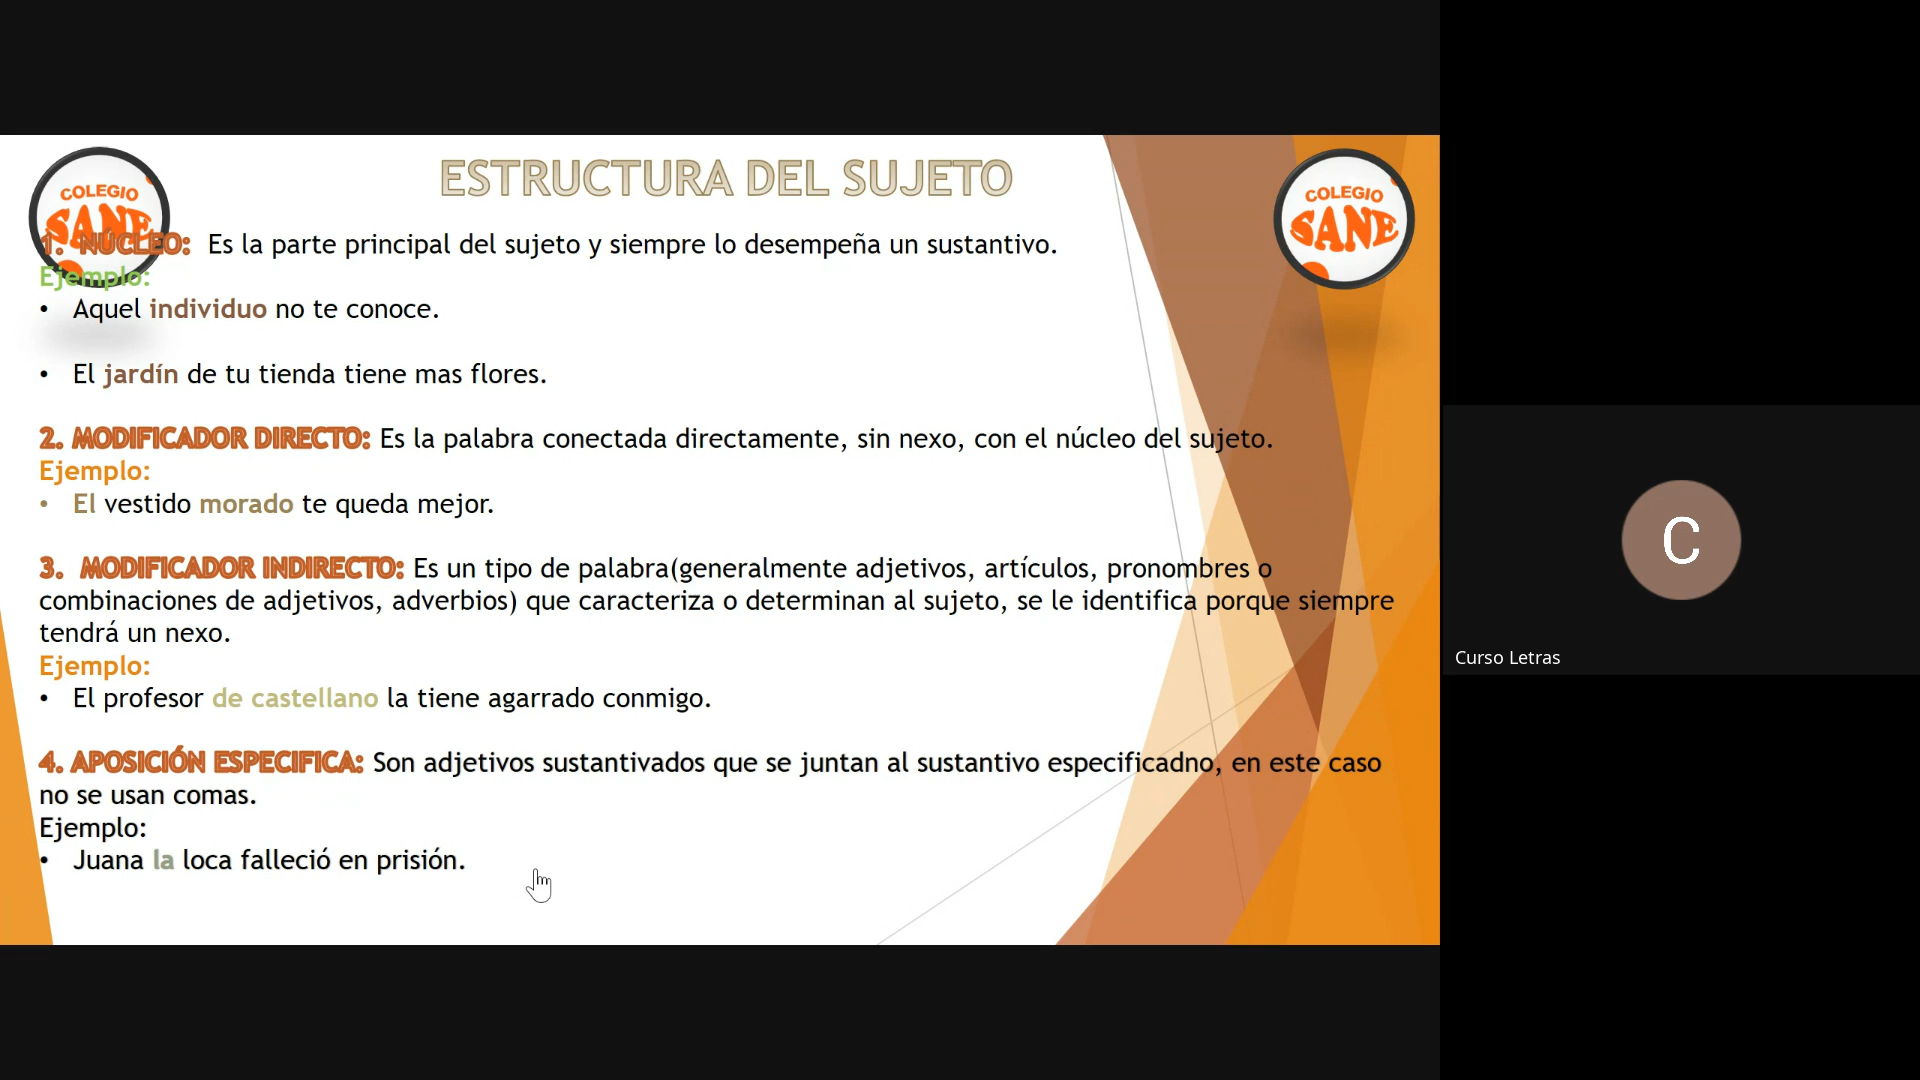 ESTRUCTURA DEL SUJETO
COLEGIO
SANE
COLEGIO
SANE
1. NÚCLEO: Es la parte principal del sujeto y siempre lo desempeña un sustantivo.
Ejemplo:
• Aquel individuo no te conoce.
• El jardín de tu tienda tiene mas flores.
2. MODIFICADOR DIRECTO: Es la palabra conectada directamente, sin nexo, con el núcleo del sujeto.
Ejemplo:
• El vestido morado te queda mejor.
3. MODIFICADOR INDIRECTO: Es un tipo de palabra(generalmente adjetivos, artículos, pronombres o
combinaciones de adjetivos, adverbios) que caracteriza o determinan al sujeto, se le identifica porque siempre
tendrá un nexo.
Ejemplo:
• El profesor de castellano la tiene agarrado conmigo.
4. APOSICIÓN ESPECIFICA: Son adjetivos sustantivados que se juntan al sustantivo especificadno, en este caso
no se usan comas.
Ejemplo:
• Juana la loca falleció en prisión.
C
Curso Letras